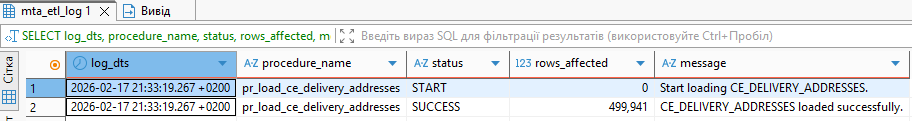 mta_etl_log 1 Вивід
SELECT log_dts, procedure_name, status, rows_affected, m Введіть вираз SQL для фільтрації результатів (використовуйте Ctrl+Пробіл)
Сітка log_dts A-Z procedure_name A-Z status 123 rows_affected A-Z message
1 2026-02-17 21:33:19.267 +0200 pr_load_ce_delivery_addresses START 0 Start loading CE_DELIVERY_ADDRESSES.
2 2026-02-17 21:33:19.267 +0200 pr_load_ce_delivery_addresses SUCCESS 499,941 CE_DELIVERY_ADDRESSES loaded successfully.